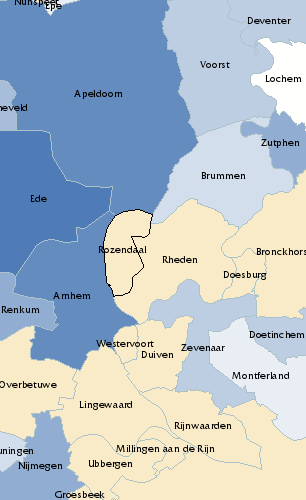 Nunspeet
Epe
Deventer
Voorst
Lochem
Apeldoorn
neveld
Zutphen
Brummen
Ede
Rozendaal
Rheden
Bronckhors
Doesburg
Arnhem
Renkum
Doetinchem
Westervoort
Zevenaar
Duiven
Montferland
Overbetuwe
Lingewaard
Rijnwaarden
uningen
Millingen aan de Rijn
Nijmegen
Ubbergen
Groesbeek